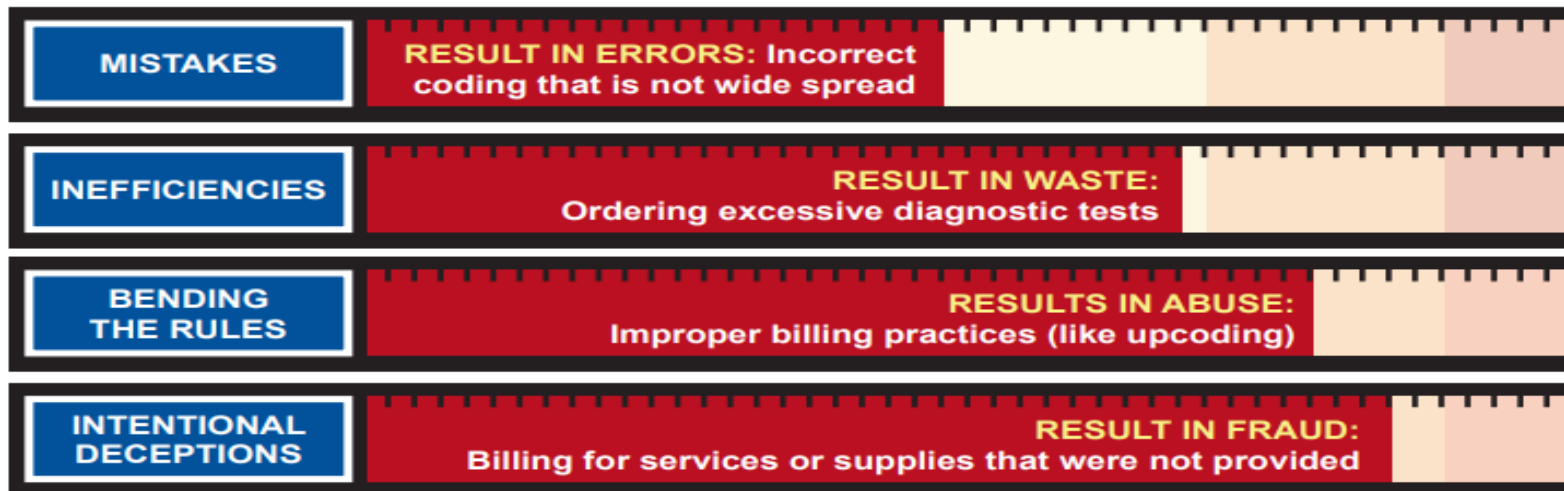 MISTAKES
RESULT IN ERRORS: Incorrect
coding that is not wide spread
INEFFICIENCIES
RESULT IN WASTE:
Ordering excessive diagnostic tests
BENDING
THE RULES
RESULTS IN ABUSE:
Improper billing practices (like upcoding)
INTENTIONAL
DECEPTIONS
RESULT IN FRAUD:
Billing for services or supplies that were not provided